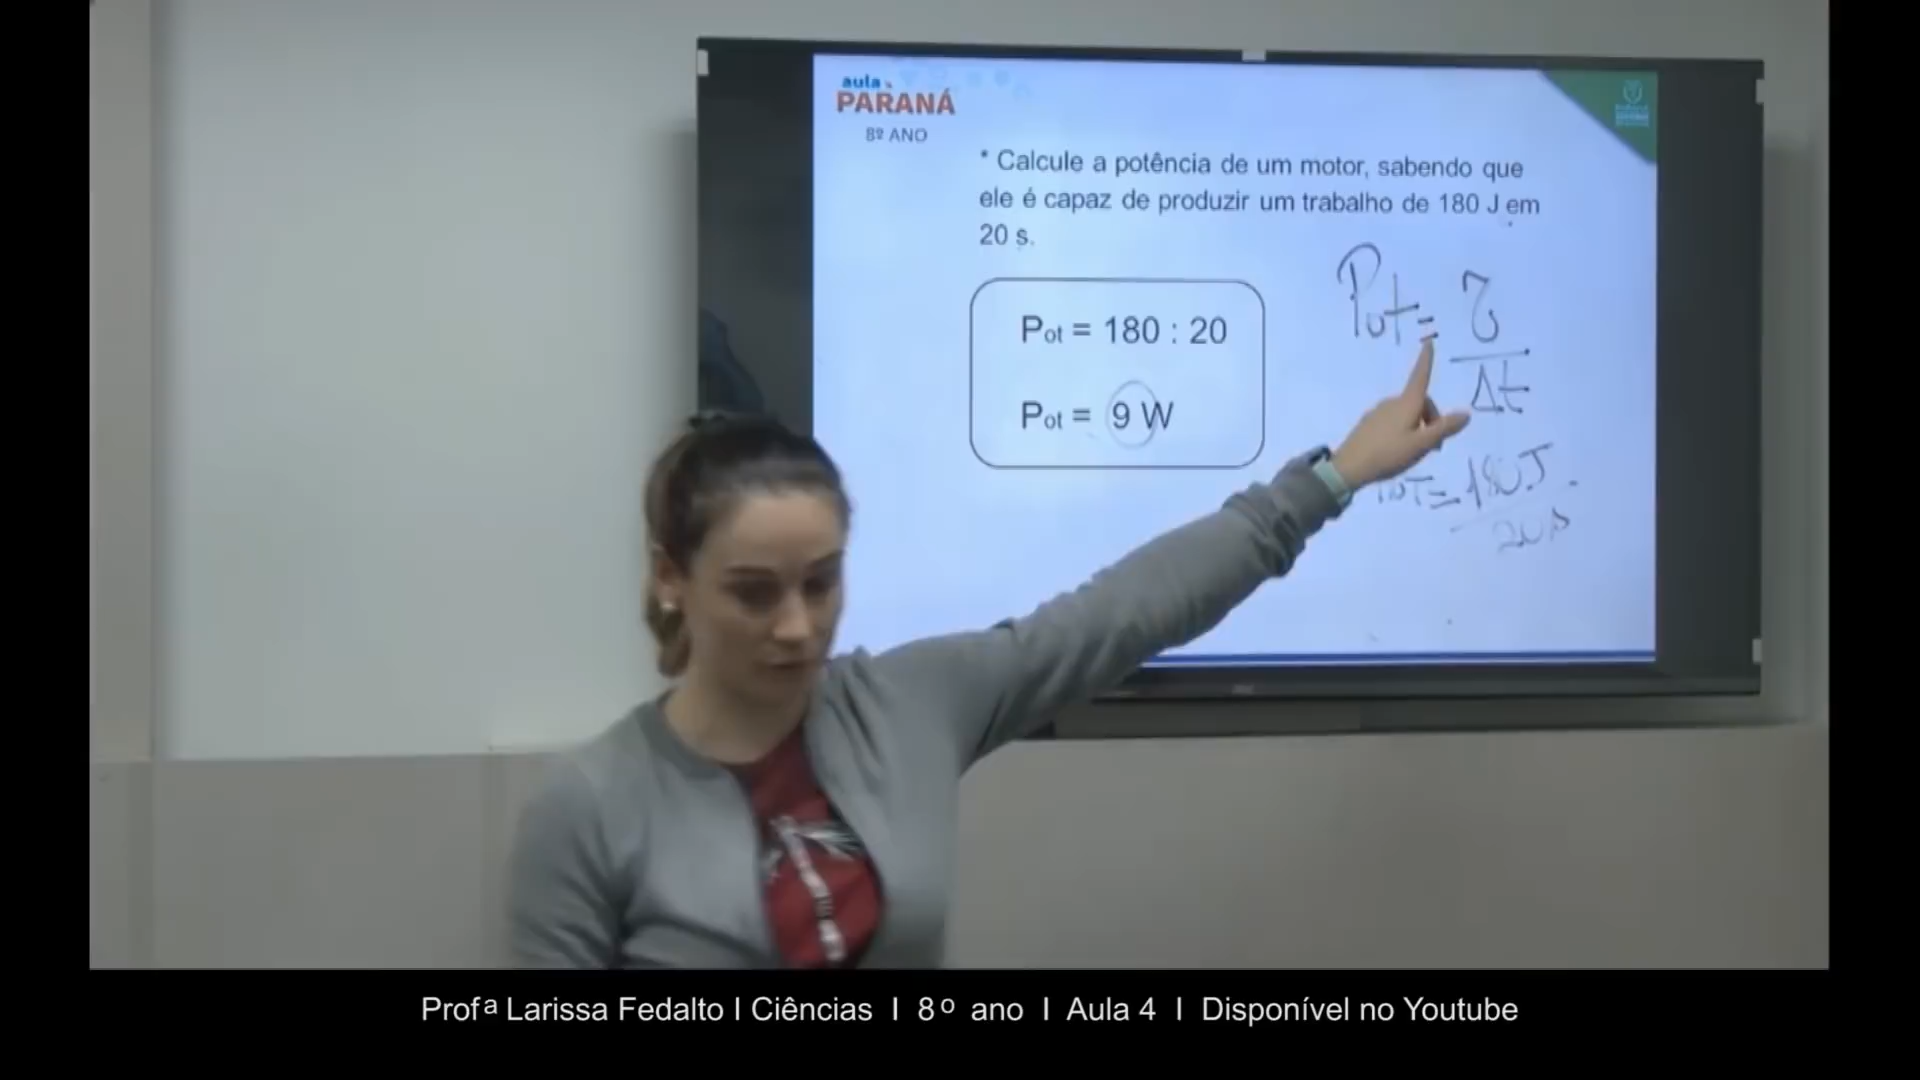 aula
PARANÁ
8º ANO
* Calcule a potência de um motor, sabendo que
ele é capaz de produzir um trabalho de 180 J em
20 s.
Pot = 180 : 20
Pot = 9 W
Pot = τ
Δt
Pot = 180J
20s
Profª Larissa Fedalto I Ciências I 8º ano I Aula 4 I Disponível no Youtube